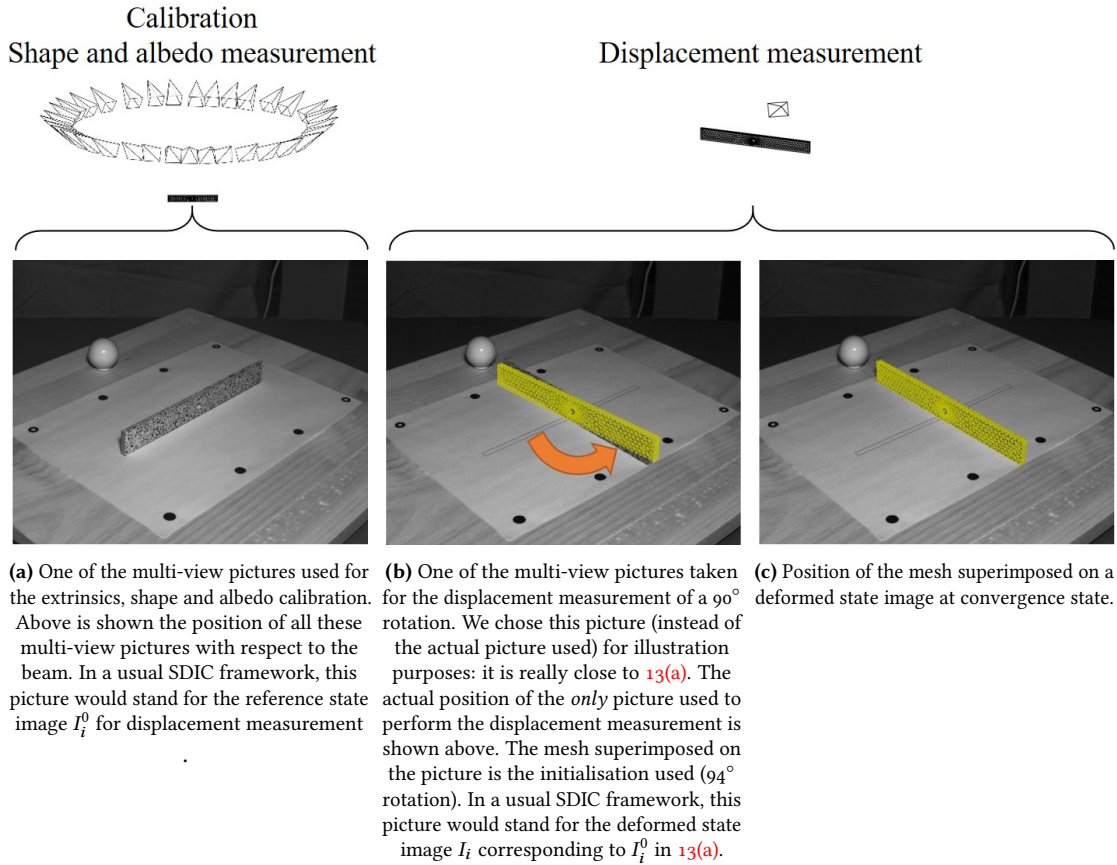 Calibration
Shape and albedo measurement
Displacement measurement
(a) One of the multi-view pictures used for
the extrinsics, shape and albedo calibration.
Above is shown the position of all these
multi-view pictures with respect to the
beam. In a usual SDIC framework, this
picture would stand for the reference state
image I_i^0 for displacement measurement
.
(b) One of the multi-view pictures taken
for the displacement measurement of a 90°
rotation. We chose this picture (instead of
the actual picture used) for illustration
purposes: it is really close to 13(a). The
actual position of the only picture used to
perform the displacement measurement is
shown above. The mesh superimposed on
the picture is the initialisation used (94°
rotation). In a usual SDIC framework, this
picture would stand for the deformed state
image I_i corresponding to I_i^0 in 13(a).
(c) Position of the mesh superimposed on a
deformed state image at convergence state.